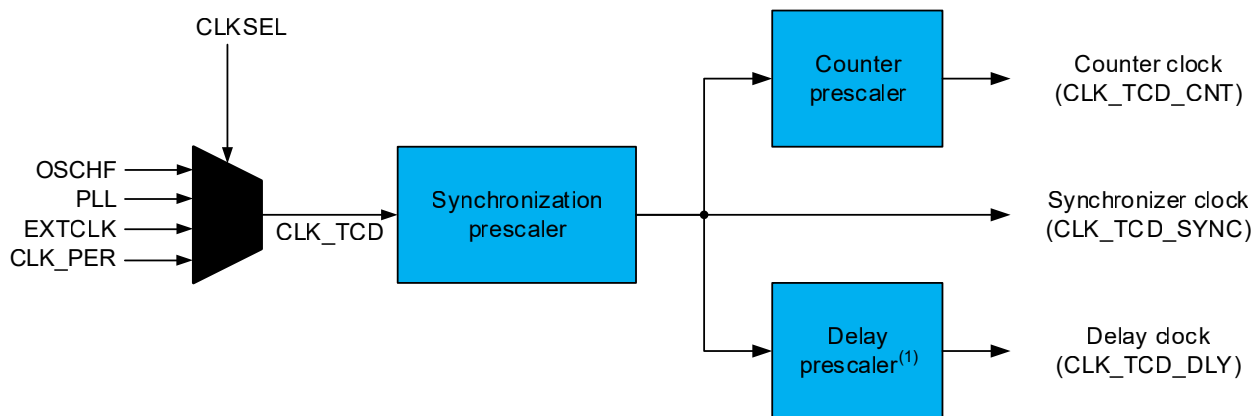 CLKSEL
OSCHF
PLL
EXTCLK
CLK_PER
CLK_TCD
Synchronization
prescaler
Counter
prescaler
Counter clock
(CLK_TCD_CNT)
Synchronizer clock
(CLK_TCD_SYNC)
Delay
prescaler(1)
Delay clock
(CLK_TCD_DLY)